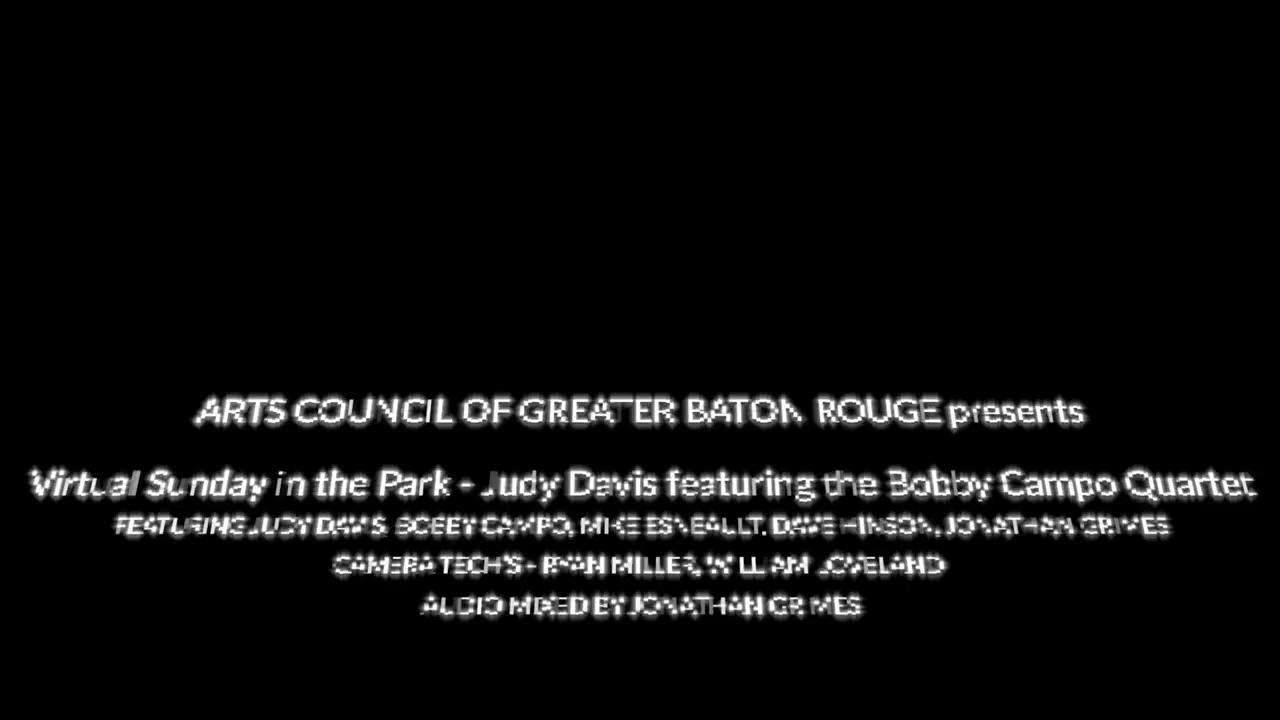 ARTS COUNCIL OF GREATER BATON ROUGE presents
Virtual Sunday in the Park - Judy Davis featuring the Bobby Campo Quartet
FEATURING JUDY DAVIS, BOBBY CAMPO, MIKE ESNEAULLT, DAVE HINSON, JONATHAN GRIMES
CAMERA TECH'S - RYAN MILLER, WILLIAM LOVELAND
AUDIO MIXED BY JONATHAN GRIMES